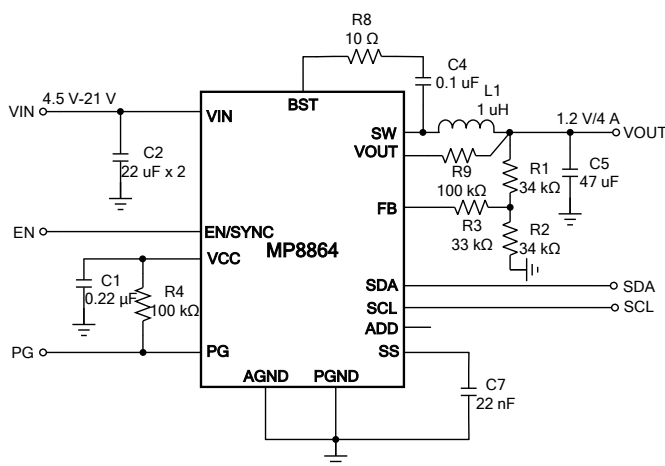 R8
10 Ω
C4
0.1 uF
L1
1 uH
4.5 V-21 V
VIN
VIN
BST
SW
1.2 V/4 A
VOUT
VOUT
C2
22 uF x 2
R9
100 kΩ
R1
34 kΩ
C5
47 uF
FB
R3
33 kΩ
R2
34 kΩ
EN
EN/SYNC
MP8864
VCC
C1
0.22 µF
R4
100 kΩ
SDA
SDA
SCL
SCL
ADD
PG
PG
SS
AGND
PGND
C7
22 nF